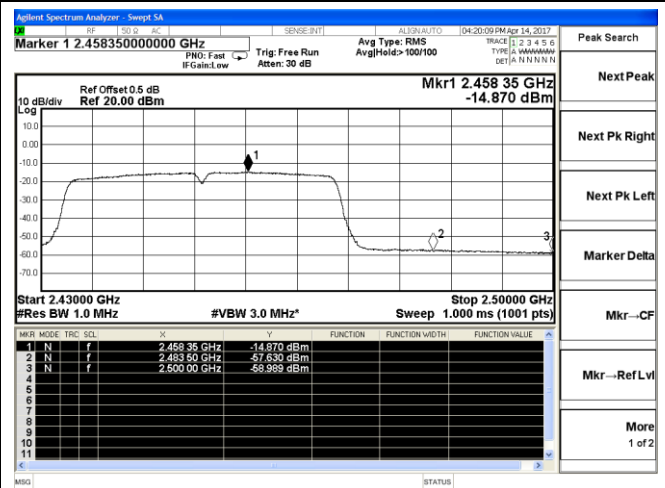 Agilent Spectrum Analyzer - Swept SA
RF 50 Ω AC SENSE:INT ALIGN AUTO 04:20:09 PM Apr 14, 2017
Marker 1 2.458350000000 GHz
PNO: Fast
IFGain:Low
Trig: Free Run
Atten: 30 dB
Avg Type: RMS
Avg|Hold:>100/100
TRACE 1 2 3 4 5 6
TYPE A WWWWW
DET A N N N N N
Peak Search
Next Peak
Next Pk Right
Next Pk Left
Marker Delta
Mkr→CF
Mkr→Ref Lvl
More
1 of 2
Ref Offset 0.5 dB
10 dB/div Ref 20.00 dBm
Log
Mkr1 2.458 35 GHz
-14.870 dBm
10.0
0.00
-10.0
-20.0
-30.0
-40.0
-50.0
-60.0
-70.0
1
2
3
Start 2.43000 GHz Stop 2.50000 GHz
#Res BW 1.0 MHz #VBW 3.0 MHz* Sweep 1.000 ms (1001 pts)
MKR MODE TRC SCL X Y FUNCTION FUNCTION WIDTH FUNCTION VALUE
1 N f 2.458 35 GHz -14.870 dBm
2 N f 2.483 50 GHz -57.630 dBm
3 N f 2.500 00 GHz -58.989 dBm
4
5
6
7
8
9
10
11
MSG STATUS